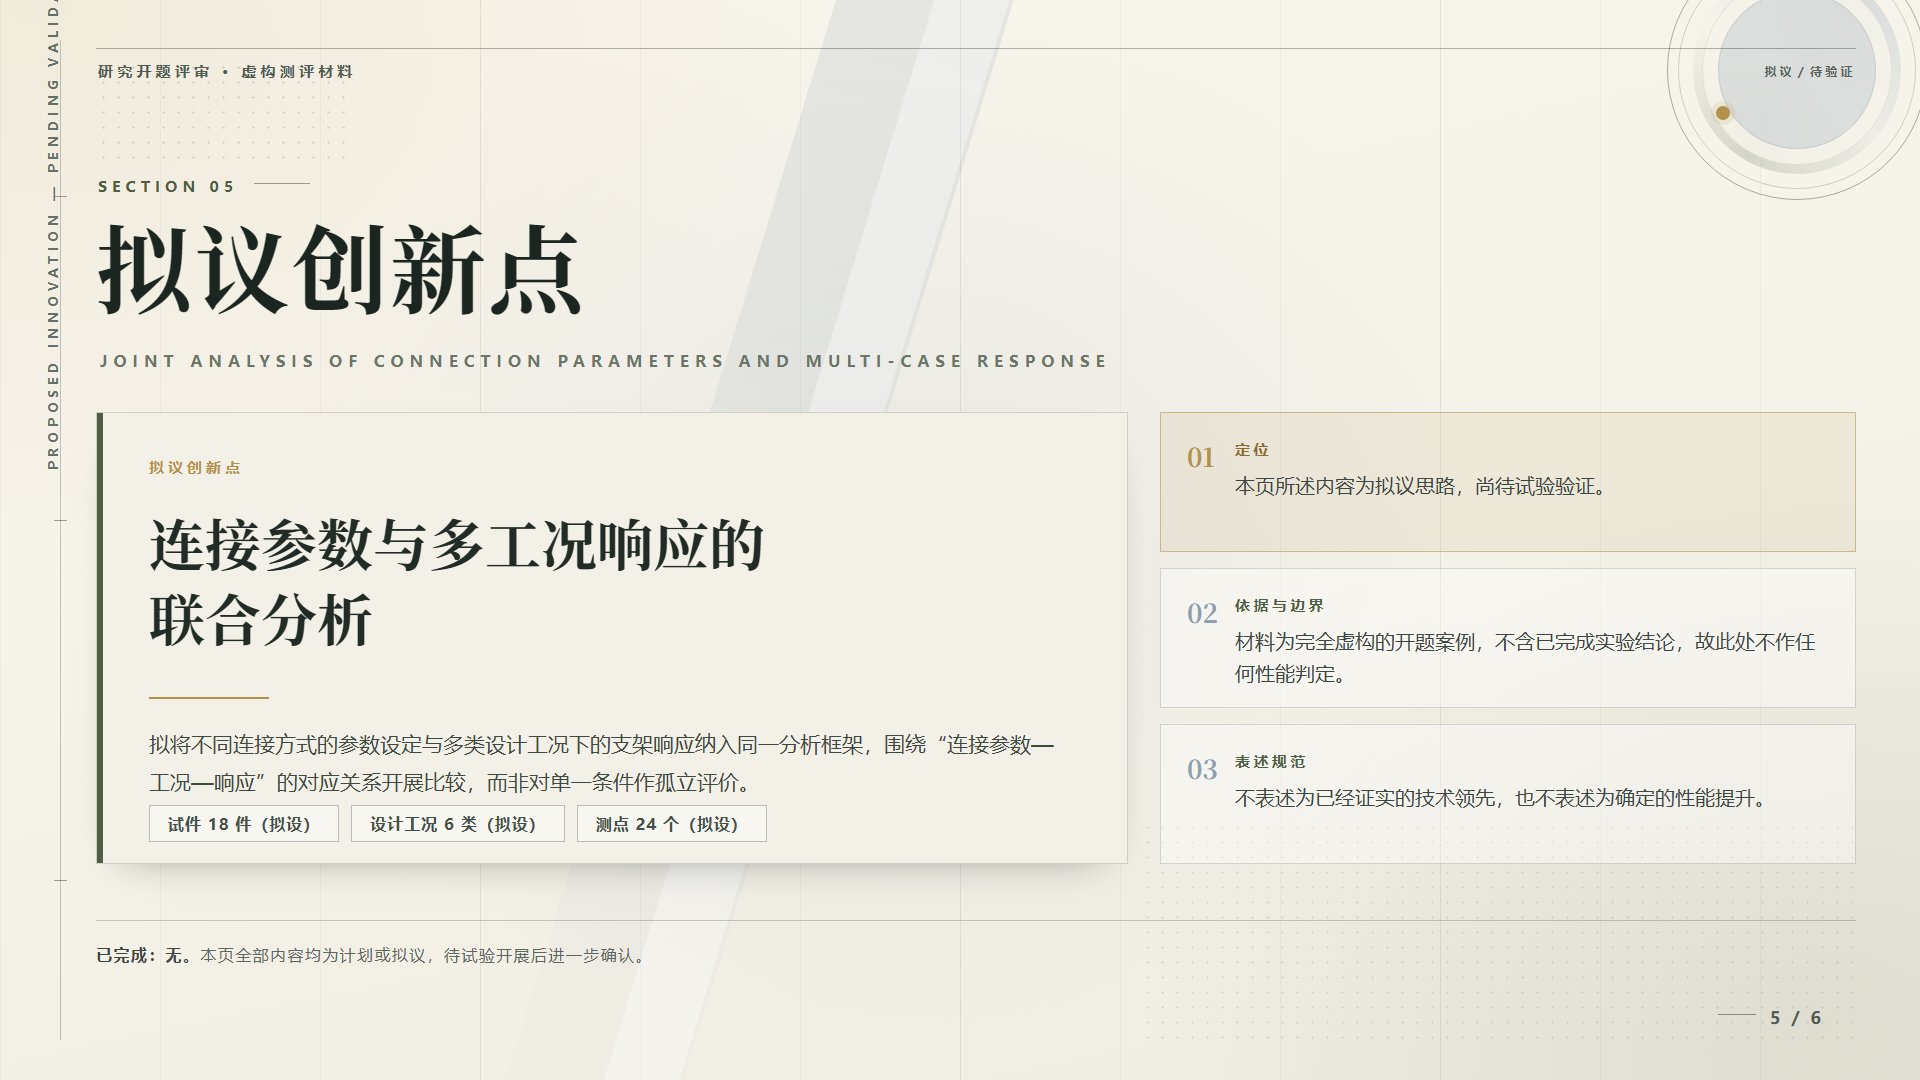 研究开题评审 • 虚构测评材料
拟议 / 待验证
PROPOSED INNOVATION — PENDING
SECTION 05
拟议创新点
JOINT ANALYSIS OF CONNECTION PARAMETERS AND MULTI-CASE RESPONSE
拟议创新点
连接参数与多工况响应的
联合分析
拟将不同连接方式的参数设定与多类设计工况下的支架响应纳入同一分析框架，围绕“连接参数—
工况—响应”的对应关系开展比较，而非对单一条件作孤立评价。
试件 18 件（拟设）
设计工况 6 类（拟设）
测点 24 个（拟设）
01
定位
本页所述内容为拟议思路，尚待试验验证。
02
依据与边界
材料为完全虚构的开题案例，不含已完成实验结论，故此处不作任
何性能判定。
03
表述规范
不表述为已经证实的技术领先，也不表述为确定的性能提升。
已完成：无。本页全部内容均为计划或拟议，待试验开展后进一步确认。
5 / 6